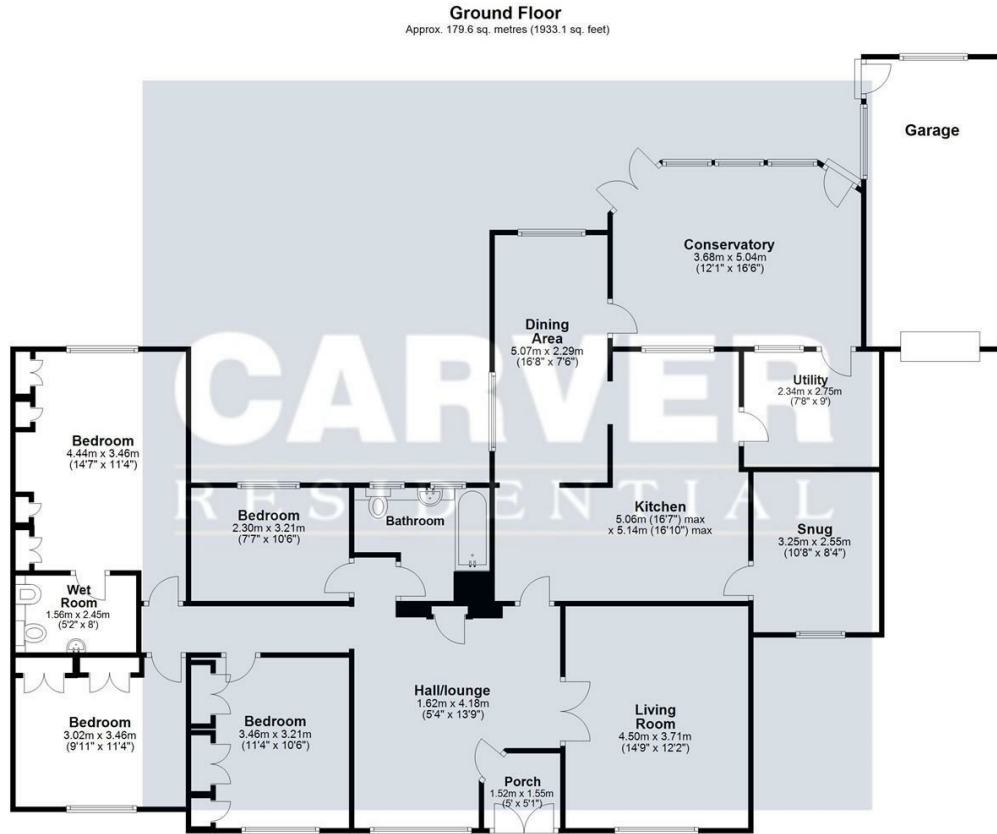 Ground Floor
Approx. 179.6 sq. metres (1933.1 sq. feet)
Garage
Conservatory
3.68m x 5.04m
(12'1" x 16'6")
Dining
Area
5.07m x 2.29m
(16'8" x 7'6")
Utility
2.34m x 2.75m
(7'8" x 9')
CARVER
RESIDENTIAL
Bedroom
4.44m x 3.46m
(14'7" x 11'4")
Bedroom
2.30m x 3.21m
(7'7" x 10'6")
Bathroom
Kitchen
5.06m (16'7") max
x 5.14m (16'10") max
Snug
3.25m x 2.55m
(10'8" x 8'4")
Wet
Room
1.56m x 2.45m
(5'2" x 8')
Bedroom
3.02m x 3.46m
(9'11" x 11'4")
Bedroom
3.46m x 3.21m
(11'4" x 10'6")
Hall/lounge
1.62m x 4.18m
(5'4" x 13'9")
Living
Room
4.50m x 3.71m
(14'9" x 12'2")
Porch
1.52m x 1.55m
(5' x 5'1")